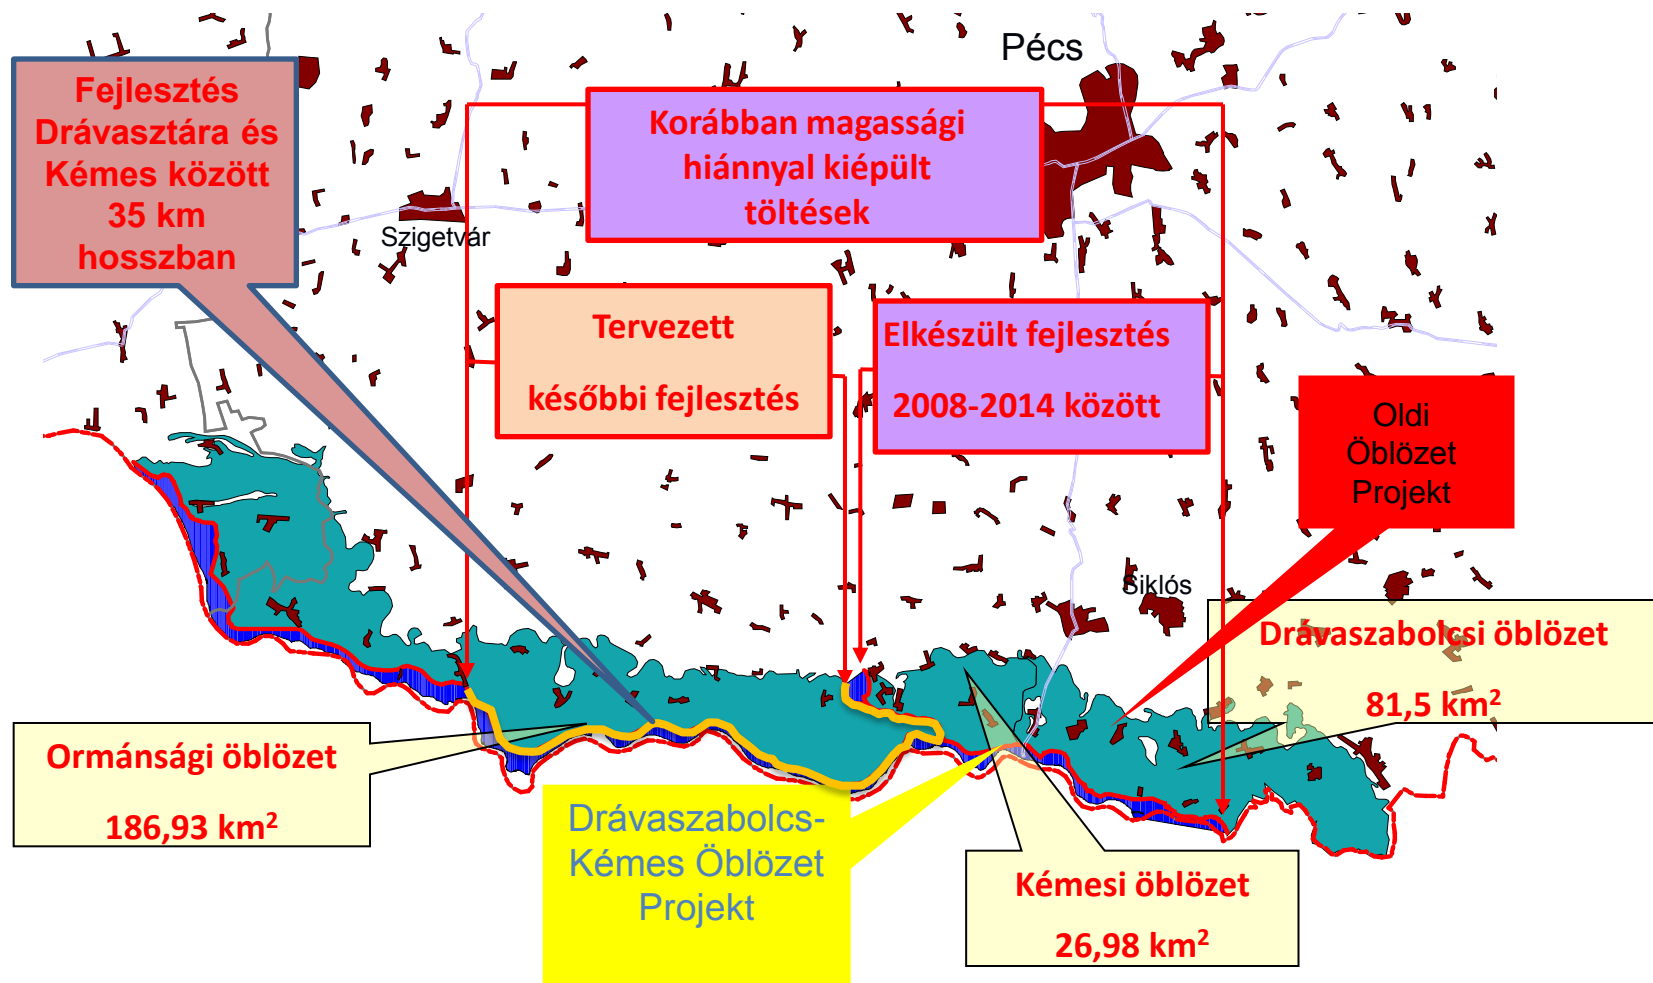 Pécs
Fejlesztés
Drávasztára és
Kémes között
35 km
hosszban
Korábban magassági
hiánnyal kiépült
töltések
Szigetvár
Tervezett
későbbi fejlesztés
Elkészült fejlesztés
2008-2014 között
Oldi
Öblözet
Projekt
Siklós
Drávaszabolcsi öblözet
81,5 km²
Ormánsági öblözet
186,93 km²
Drávaszabolcs-
Kémes Öblözet
Projekt
Kémesi öblözet
26,98 km²